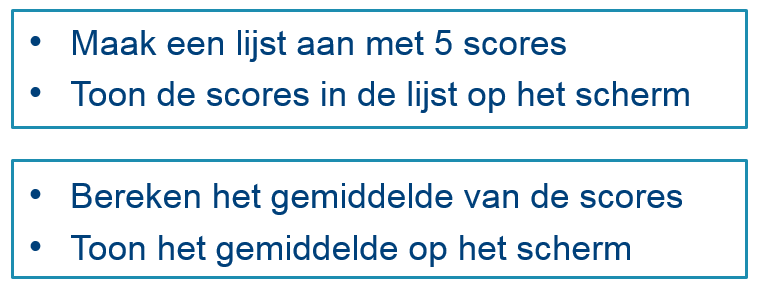 • Maak een lijst aan met 5 scores
• Toon de scores in de lijst op het scherm
• Bereken het gemiddelde van de scores
• Toon het gemiddelde op het scherm